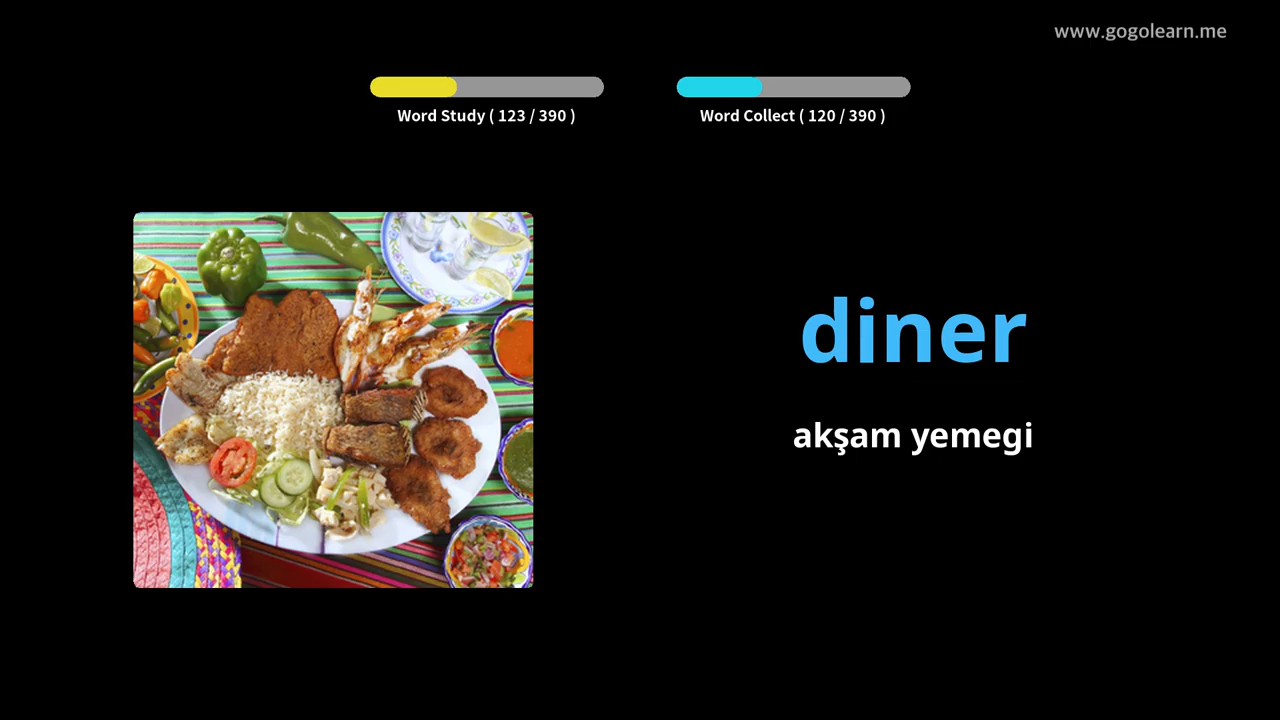 www.gogolearn.me
Word Study ( 123 / 390 )
Word Collect ( 120 / 390 )
diner
akşam yemegi